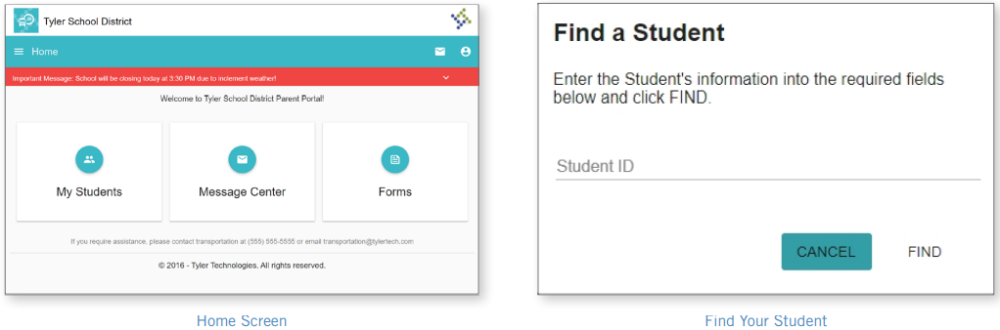 Tyler School District
Home
Important Message: School will be closing today at 3:30 PM due to inclement weather!
Welcome to Tyler School District Parent Portal!
My Students
Message Center
Forms
If you require assistance, please contact transportation at (555) 555-5555 or email transportation@tylertech.com
© 2016 - Tyler Technologies. All rights reserved.
Home Screen
Find a Student
Enter the Student's information into the required fields
below and click FIND.
Student ID
CANCEL
FIND
Find Your Student